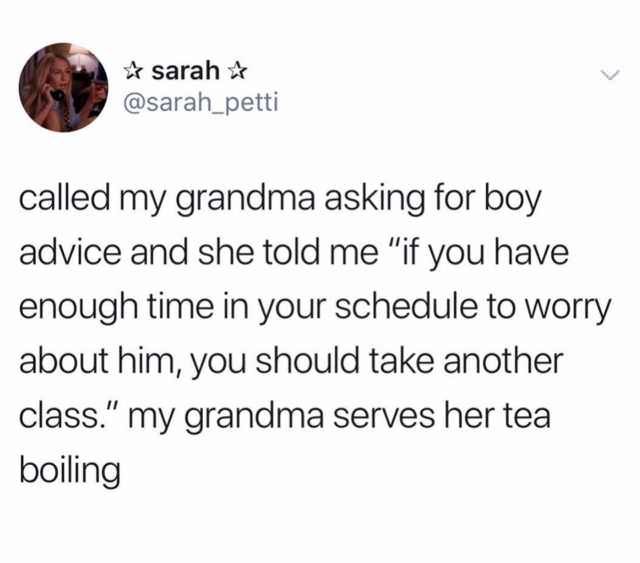 ☆ sarah ☆
@sarah_petti
called my grandma asking for boy
advice and she told me "if you have
enough time in your schedule to worry
about him, you should take another
class." my grandma serves her tea
boiling